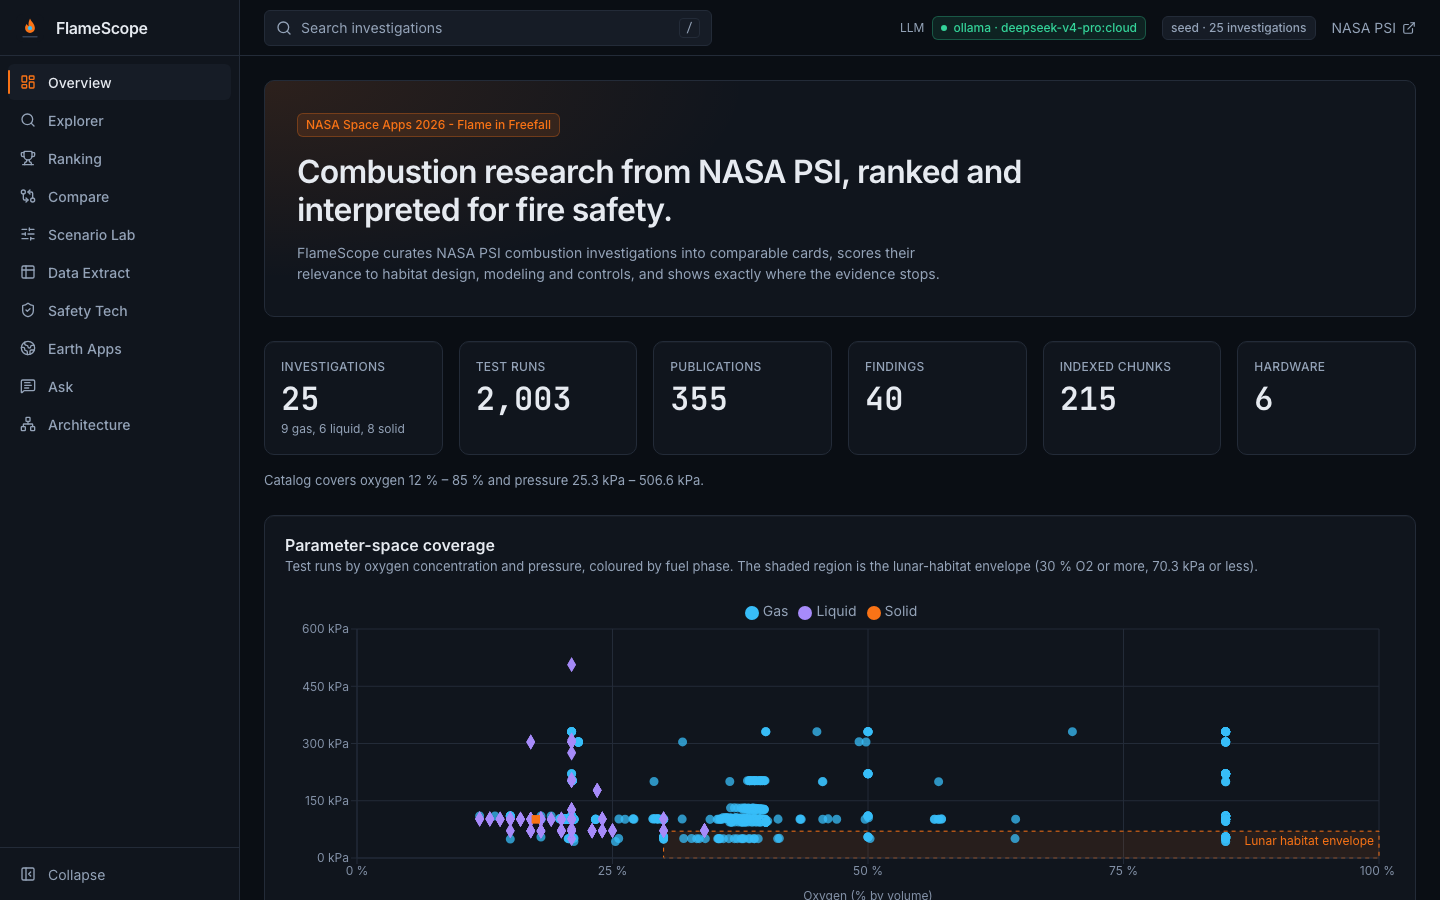 FlameScope
Search investigations
/
LLM
ollama · deepseek-v4-pro:cloud
seed · 25 investigations
NASA PSI
Overview
Explorer
Ranking
Compare
Scenario Lab
Data Extract
Safety Tech
Earth Apps
Ask
Architecture
Collapse
NASA Space Apps 2026 - Flame in Freefall
Combustion research from NASA PSI, ranked and
interpreted for fire safety.
FlameScope curates NASA PSI combustion investigations into comparable cards, scores their
relevance to habitat design, modeling and controls, and shows exactly where the evidence stops.
INVESTIGATIONS
25
9 gas, 6 liquid, 8 solid
TEST RUNS
2,003
PUBLICATIONS
355
FINDINGS
40
INDEXED CHUNKS
215
HARDWARE
6
Catalog covers oxygen 12 % – 85 % and pressure 25.3 kPa – 506.6 kPa.
Parameter-space coverage
Test runs by oxygen concentration and pressure, coloured by fuel phase. The shaded region is the lunar-habitat envelope (30 % O2 or more, 70.3 kPa or less).
Gas
Liquid
Solid
600 kPa
450 kPa
300 kPa
150 kPa
0 kPa
Lunar habitat envelope
0 %
25 %
50 %
75 %
100 %
Oxygen (% by volume)